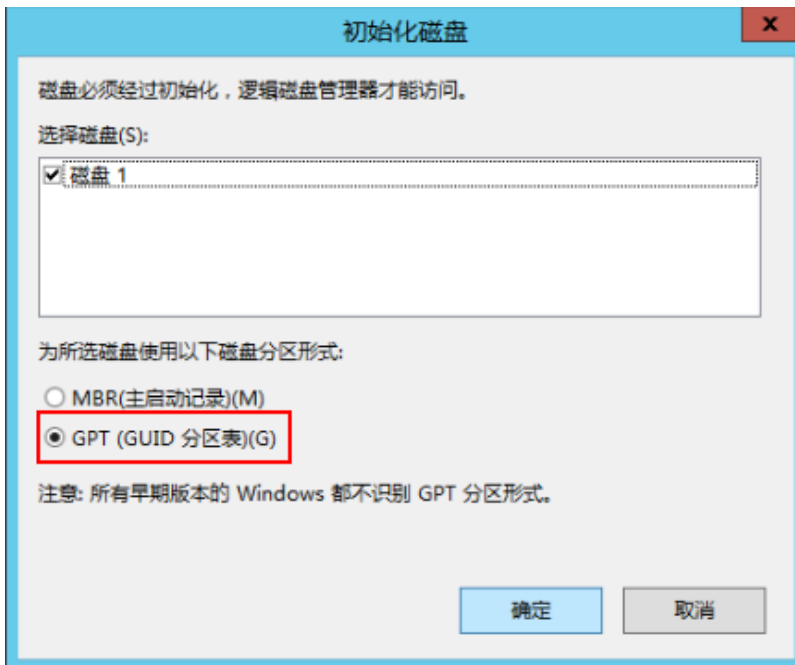 初始化磁盘
x
磁盘必须经过初始化，逻辑磁盘管理器才能访问。
选择磁盘(S):
磁盘 1
为所选磁盘使用以下磁盘分区形式:
MBR(主启动记录)(M)
GPT (GUID 分区表)(G)
注意: 所有早期版本的 Windows 都不识别 GPT 分区形式。
确定
取消